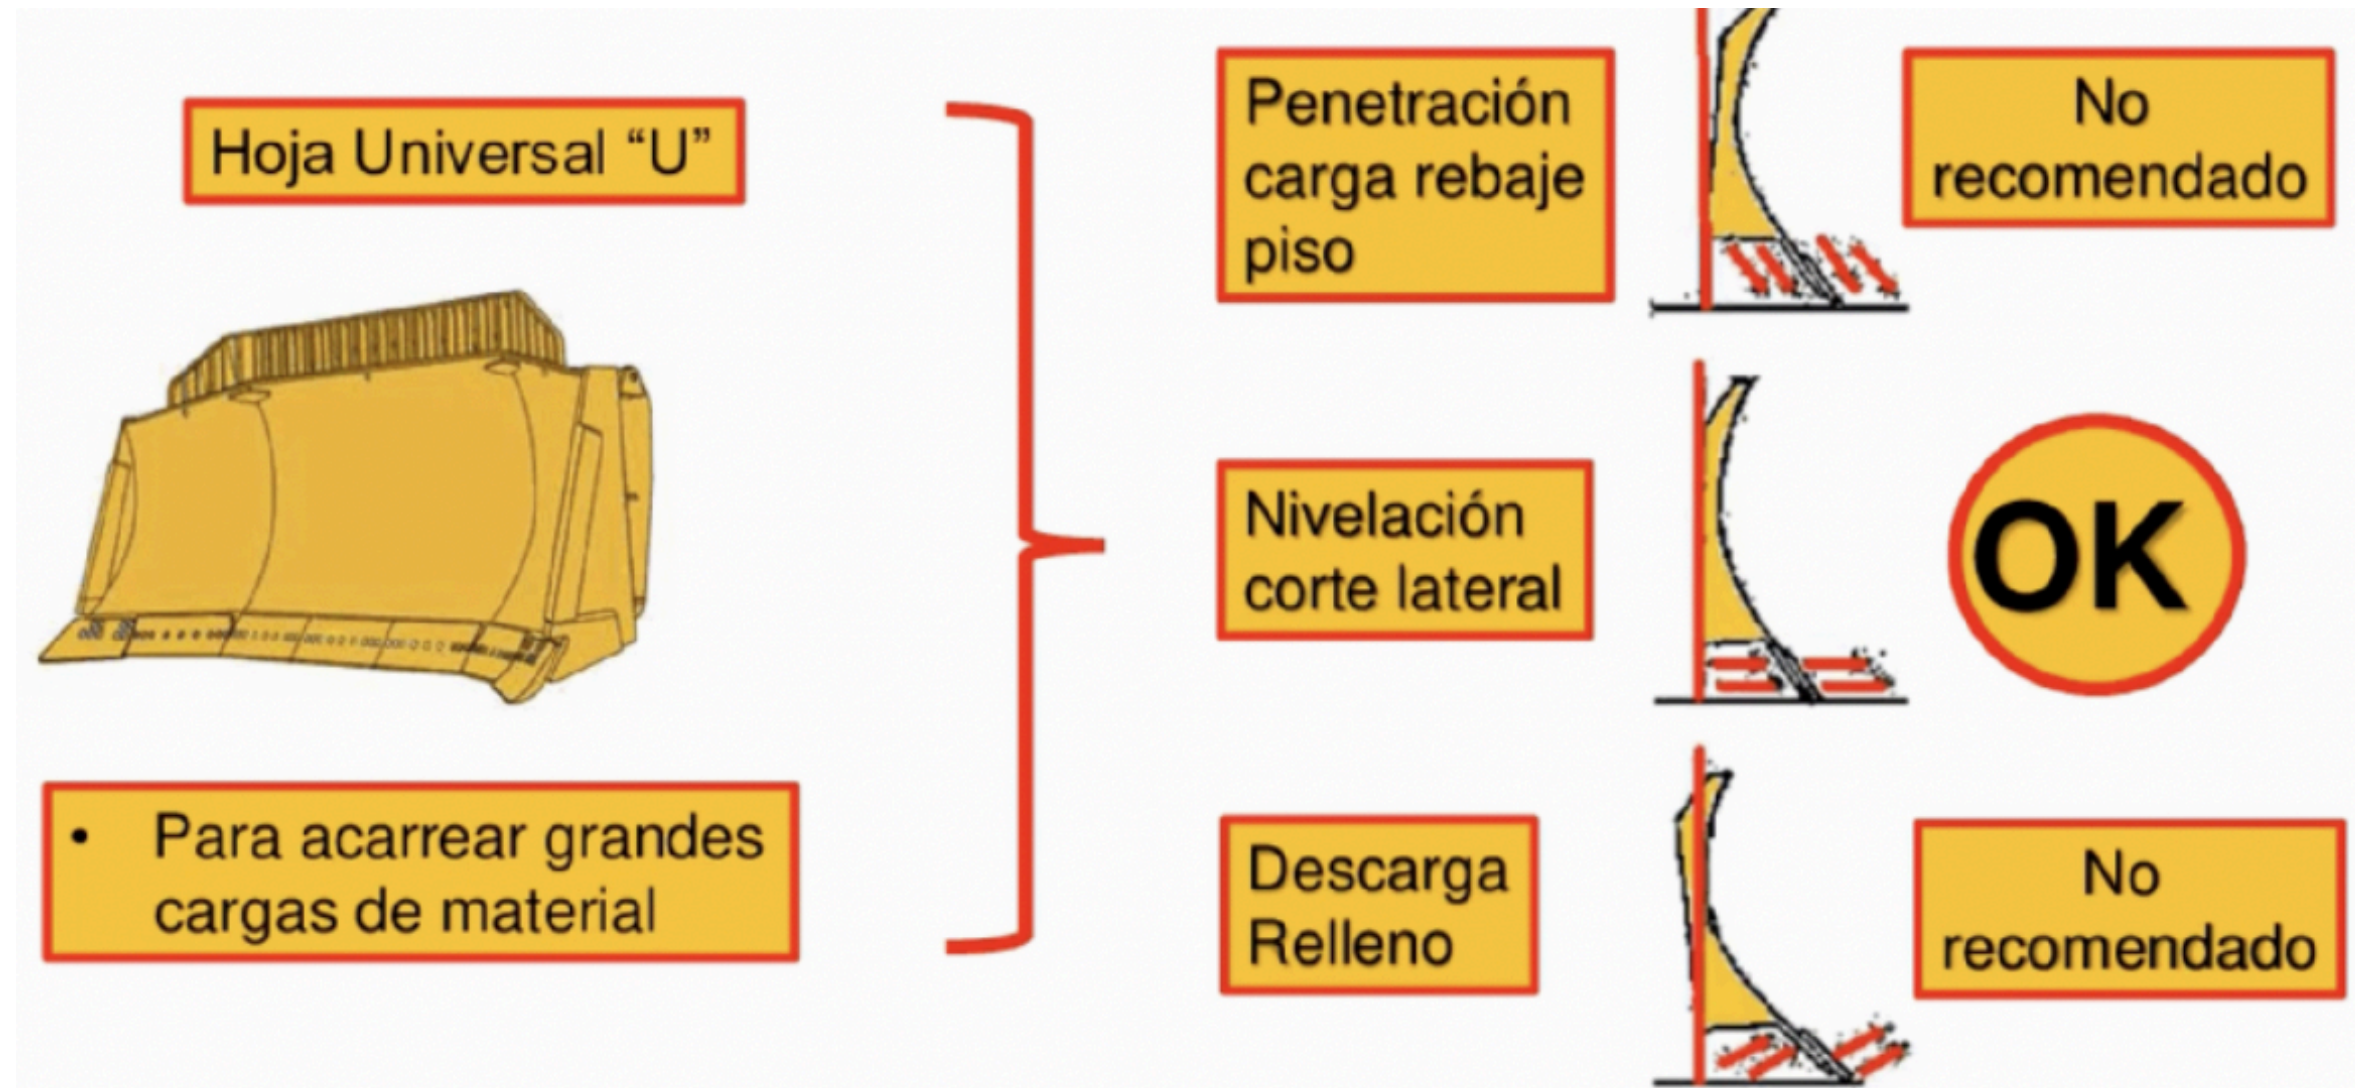 Hoja Universal “U”
• Para acarrear grandes
cargas de material
Penetración
carga rebaje
piso
No
recomendado
Nivelación
corte lateral
OK
Descarga
Relleno
No
recomendado